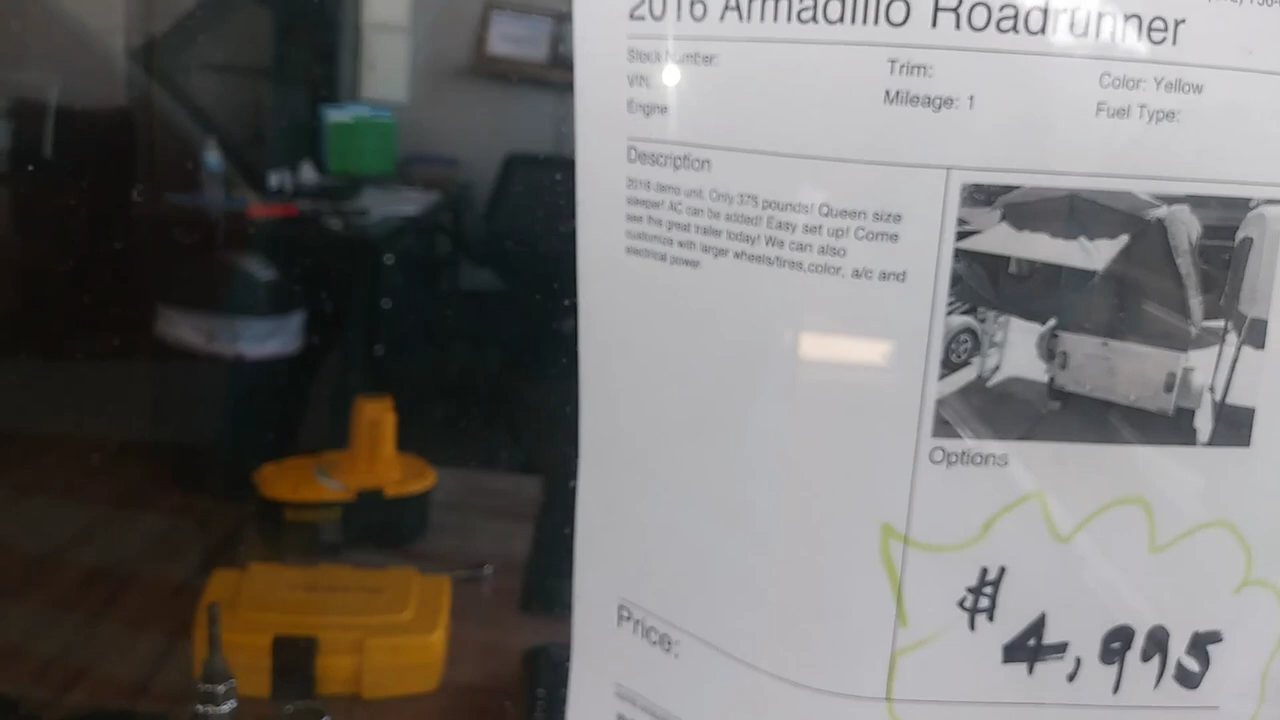 2016 Armadillo Roadrunner
Stock Number:
Trim:
Color: Yellow
VIN:
Mileage: 1
Fuel Type:
Engine
Description
2016 demo unit. Only 375 pounds! Queen size
sleeper! AC can be added! Easy set up! Come
see this great trailer today! We can also
customize with larger wheels/tires,color, a/c and
electrical power.
Options
Price:
$4,995